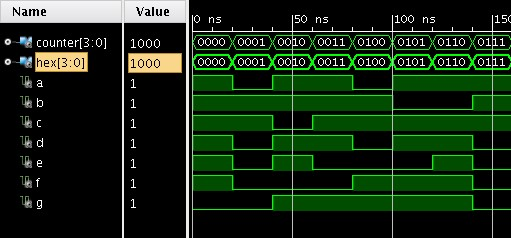 Name Value 0 ns 50 ns 100 ns 150
counter[3:0] 1000 0000 0001 0010 0011 0100 0101 0110 0111
hex[3:0] 1000 0000 0001 0010 0011 0100 0101 0110 0111
a 1
b 1
c 1
d 1
e 1
f 1
g 1